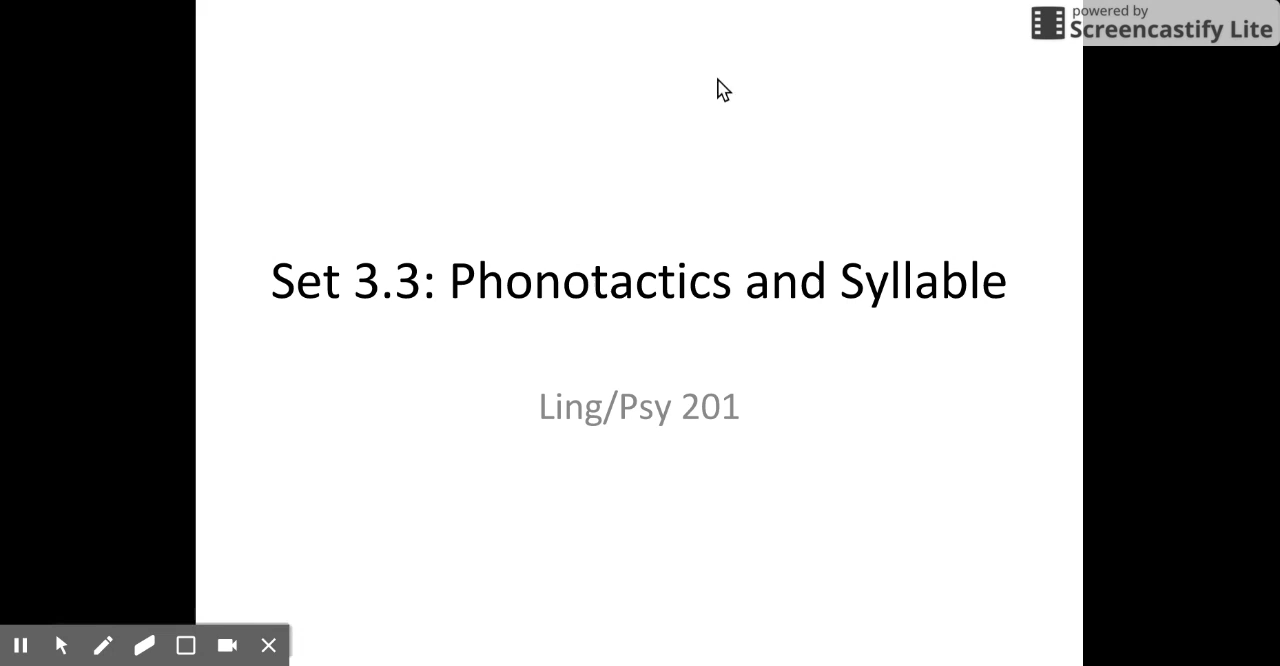 powered by
Screencastify Lite
Set 3.3: Phonotactics and Syllable
Ling/Psy 201